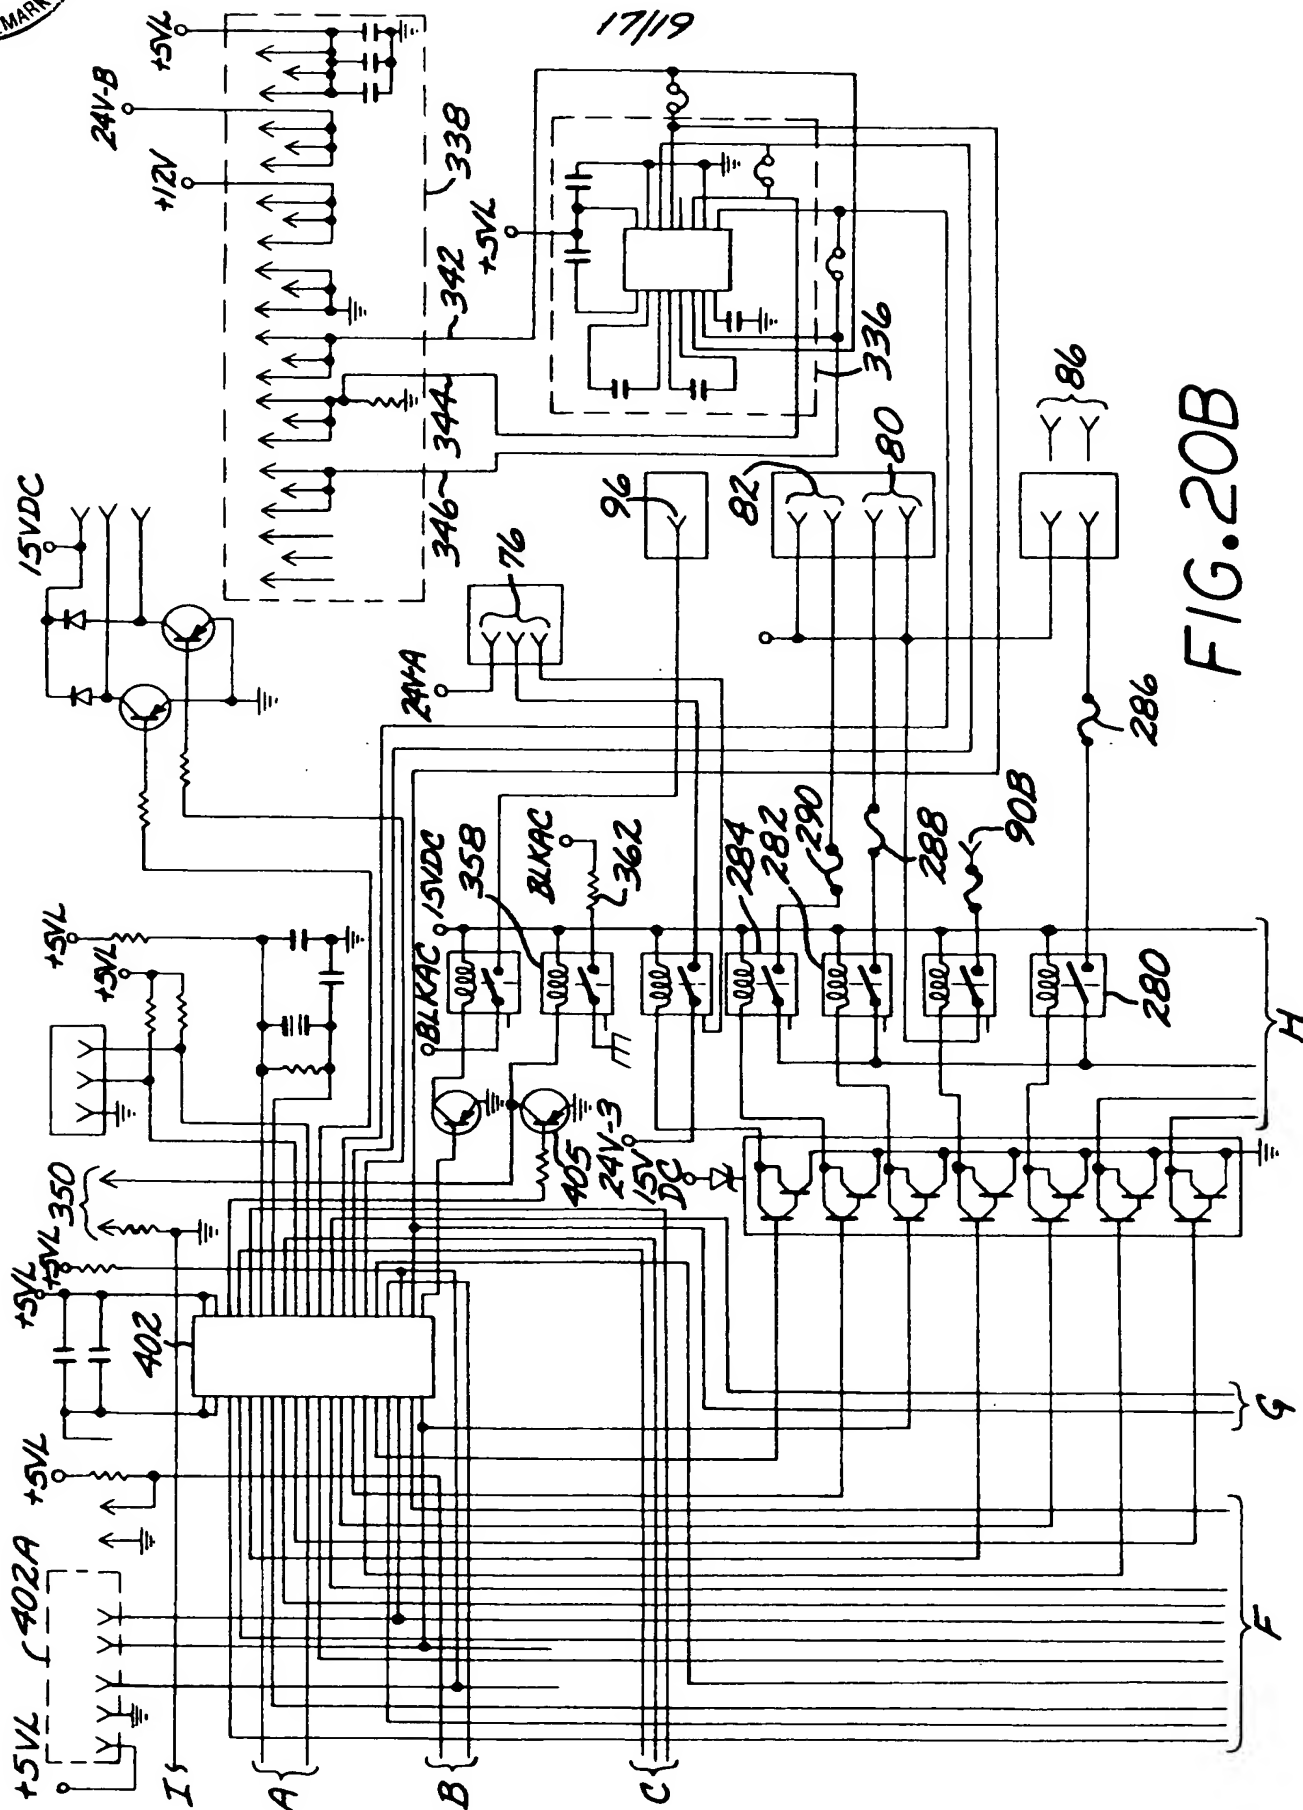 17/19
MARK
+5VL
24V-B
+12V
338
15VDC
342
+5VL
344
346
336
76
24V-A
96
82
80
86
FIG.20B
+5VL
+5VL
BLKAC
15VDC
358
BLKAC
362
284
282
290
288
90B
286
280
H
350
405
24V-3
15V
DC
+5VL
+5VL
402
G
+5VL
402A
+5VL
I
A
B
C
F